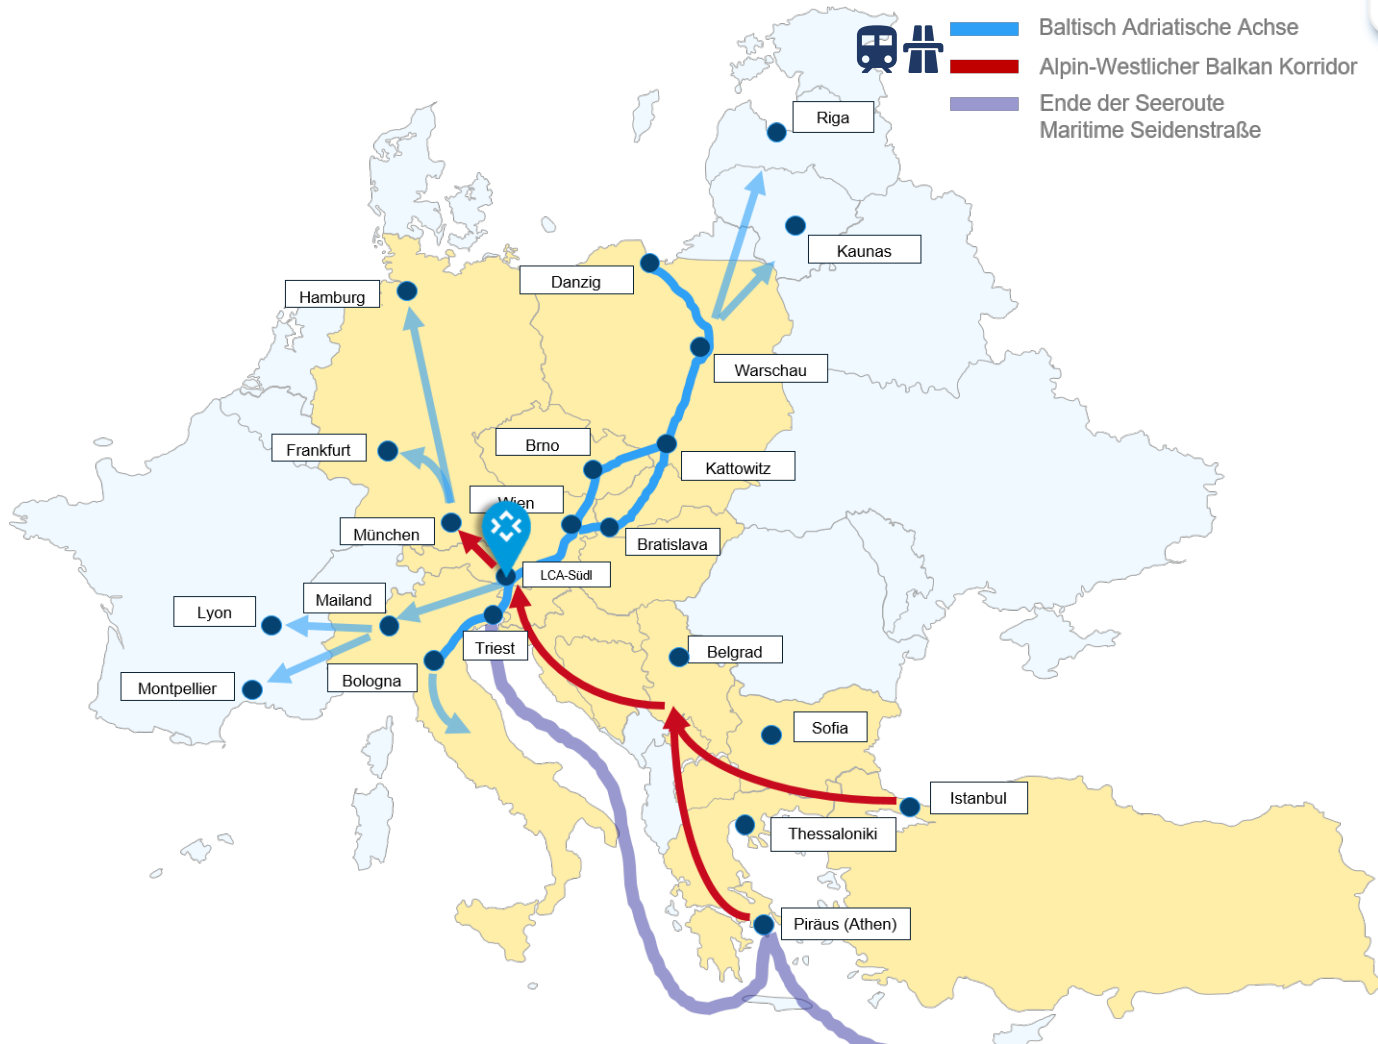 Baltisch Adriatische Achse
Alpin-Westlicher Balkan Korridor
Ende der Seeroute
Maritime Seidenstraße
Riga
Kaunas
Danzig
Hamburg
Warschau
Brno
Frankfurt
Kattowitz
Wien
München
Bratislava
LCA-Südl
Mailand
Lyon
Triest
Belgrad
Bologna
Montpellier
Sofia
Istanbul
Thessaloniki
Piräus (Athen)